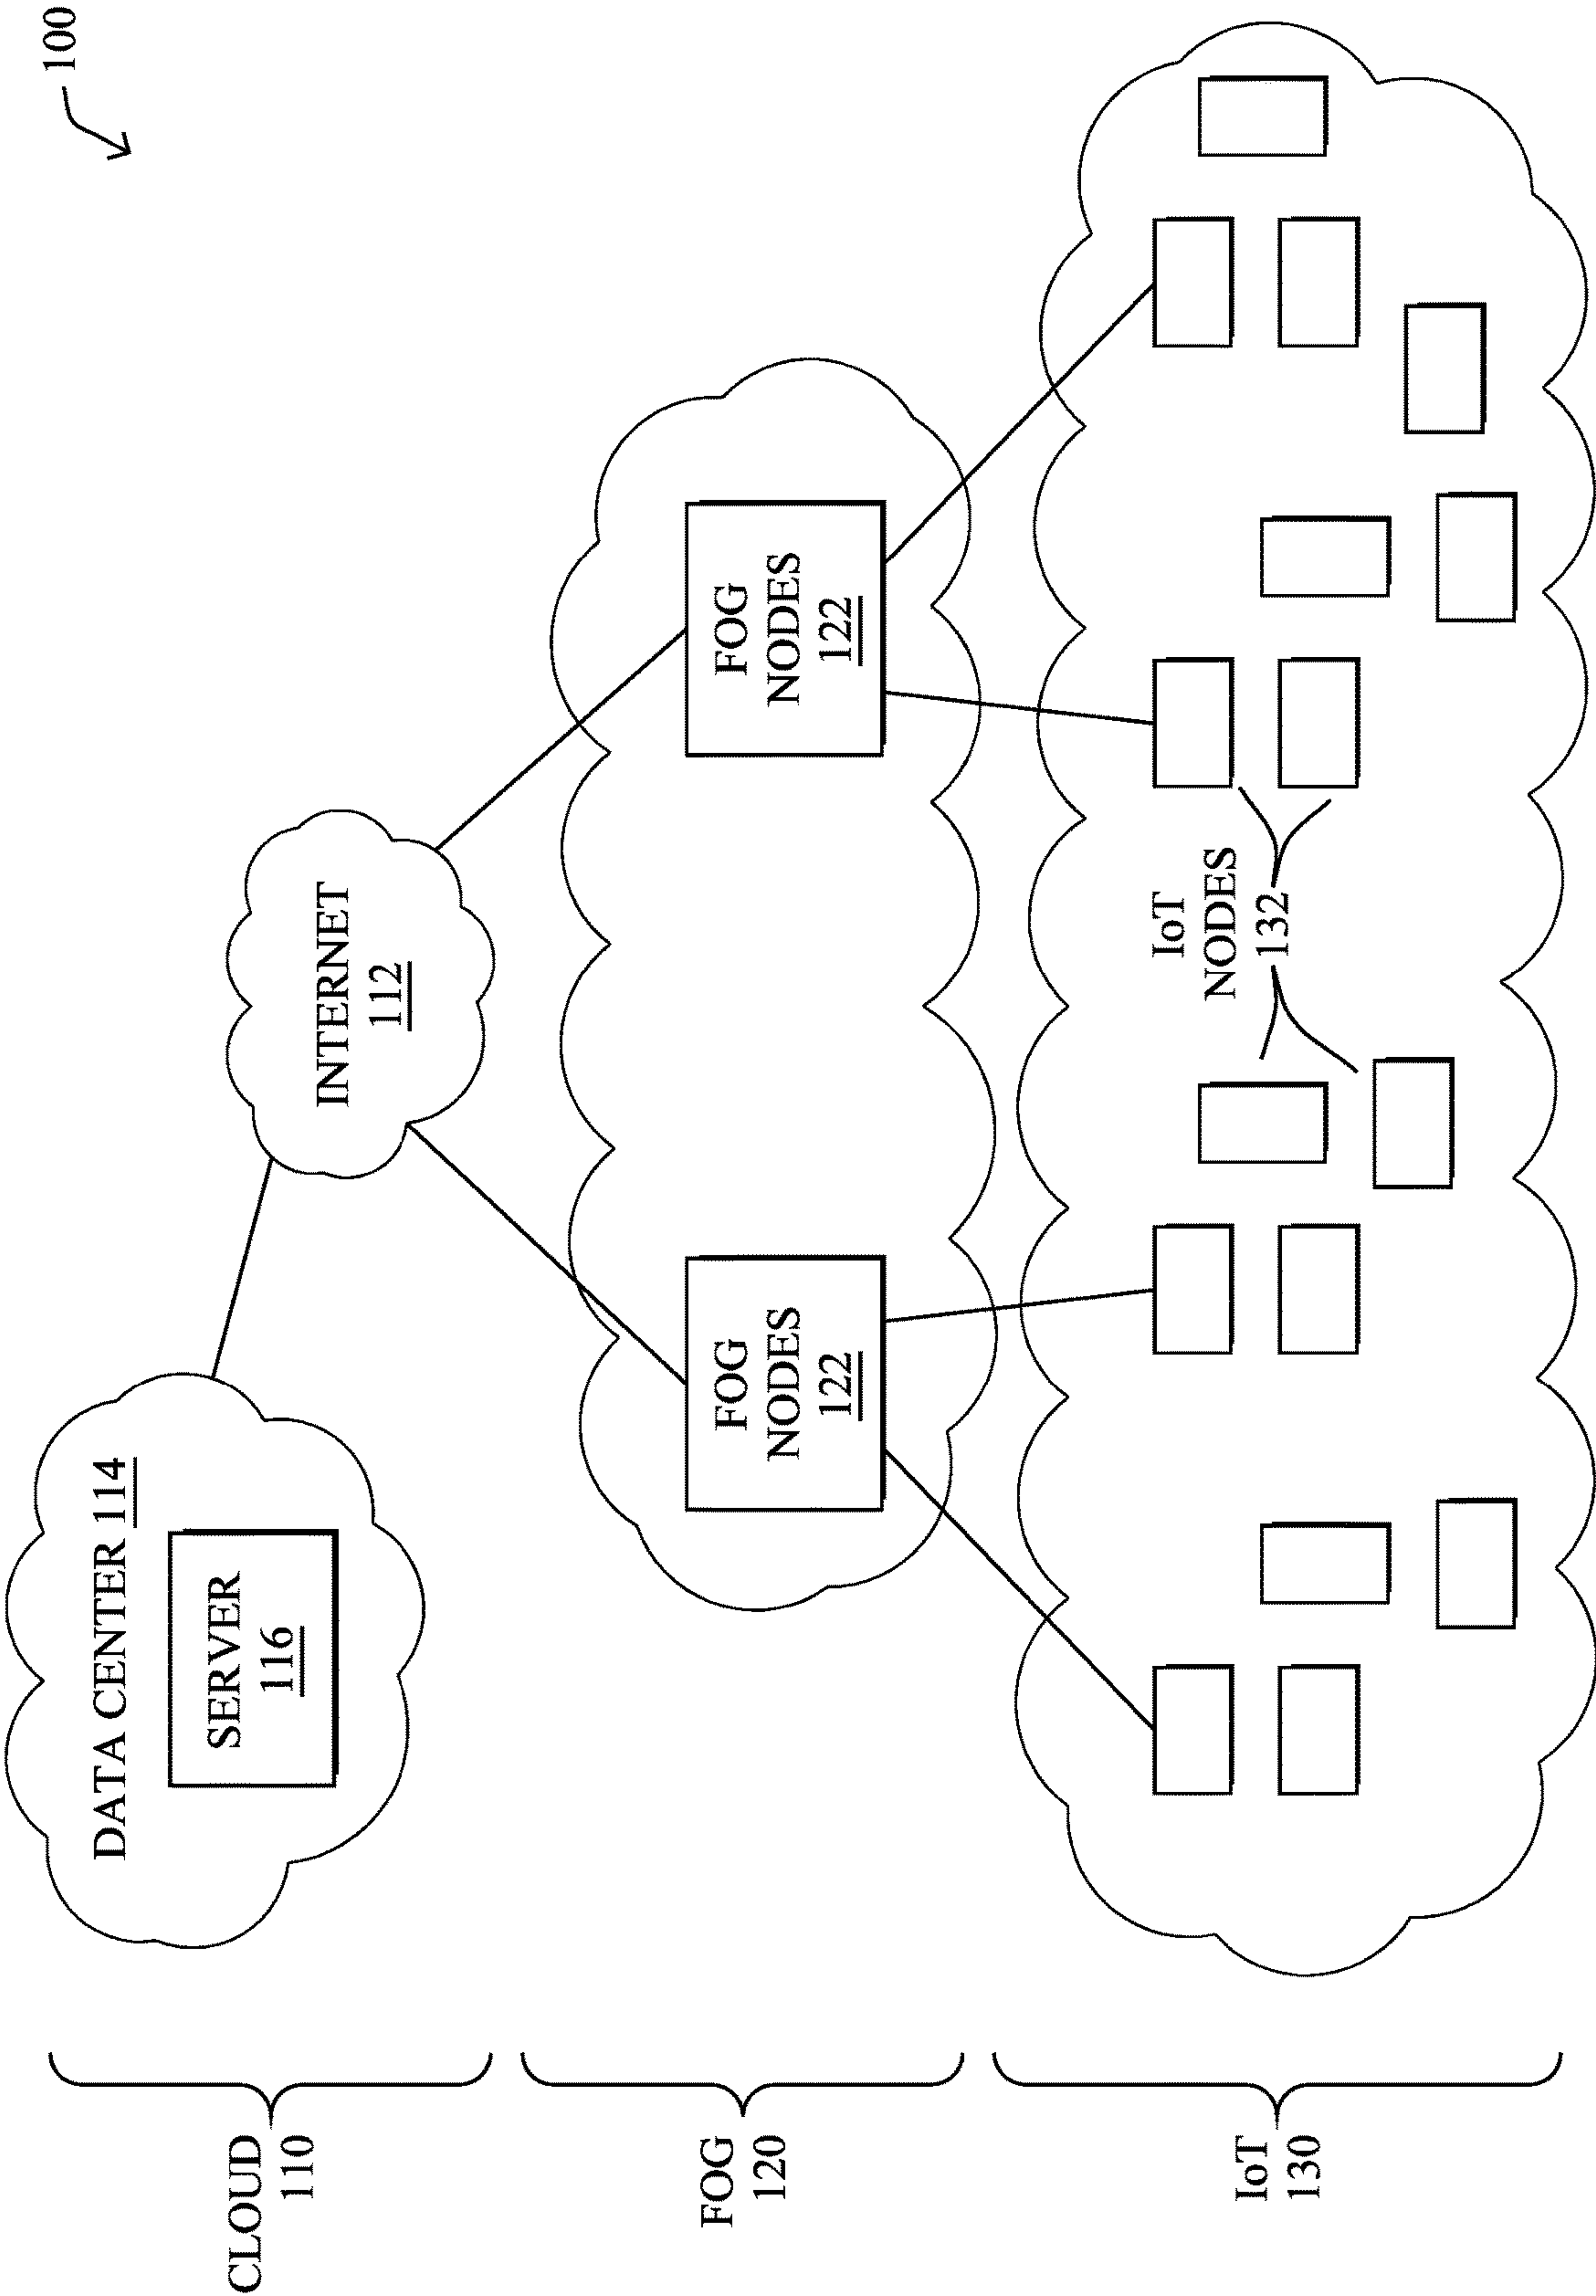 100
CLOUD
110
DATA CENTER 114
SERVER
116
INTERNET
112
FOG
120
FOG
NODES
122
FOG
NODES
122
IoT
130
IoT
NODES
132